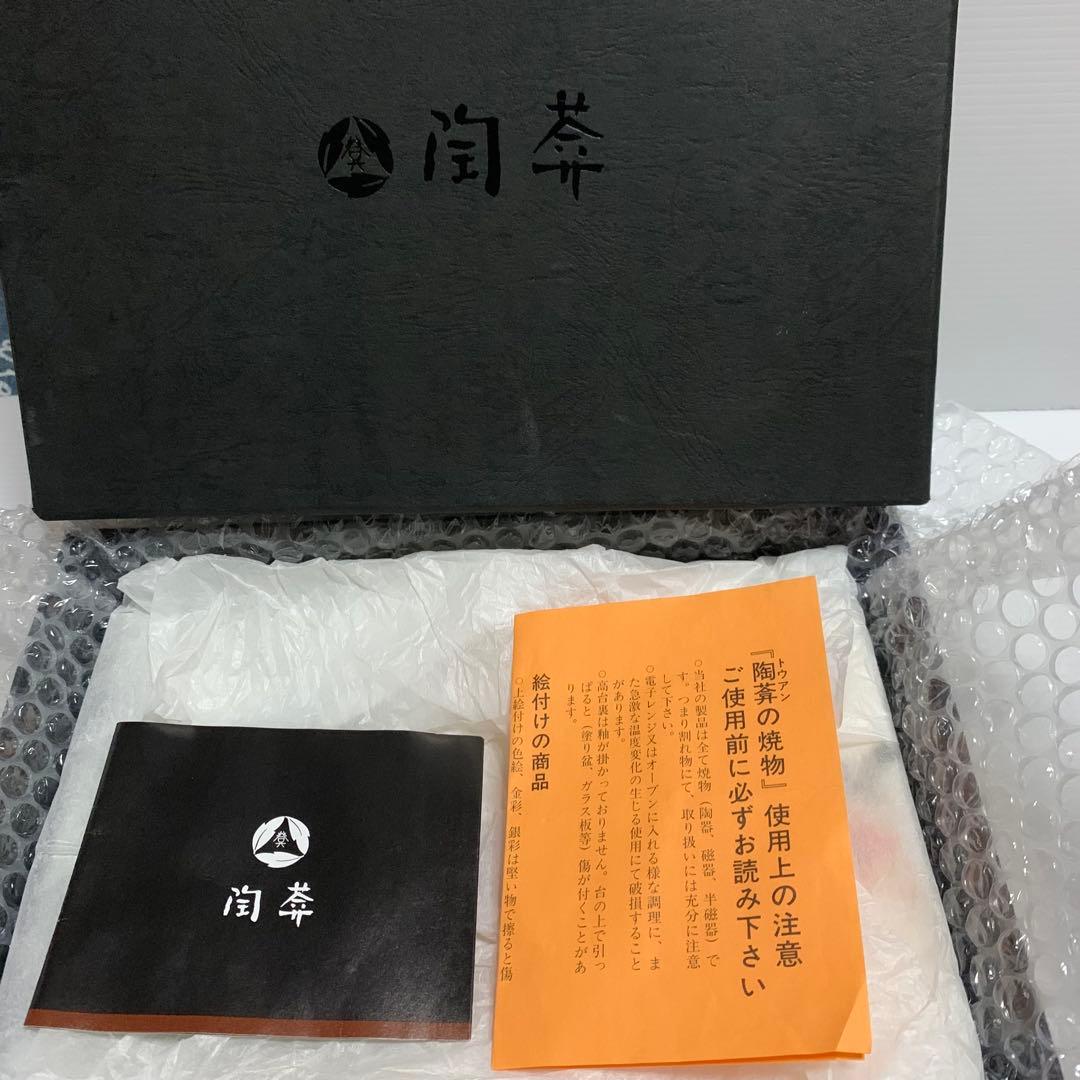 陶葊
登
陶葊
『陶葊の焼物』使用上の注意
トウアン
ご使用前に必ずお読み下さい
○当社の製品は全て焼物(陶器、磁器、半磁器)で
す。つまり割れ物にて、取り扱いには充分に注意
して下さい。
○電子レンジ又はオーブンに入れる様な調理に、ま
た急激な温度変化の生じる使用にて破損すること
があります。
○高台裏は釉が掛かっておりません。台の上で引っ
ぱると(塗り盆、ガラス板等)傷が付くことがあ
ります。
絵付けの商品
○上絵付けの色絵、金彩、銀彩は堅い物で擦ると傷